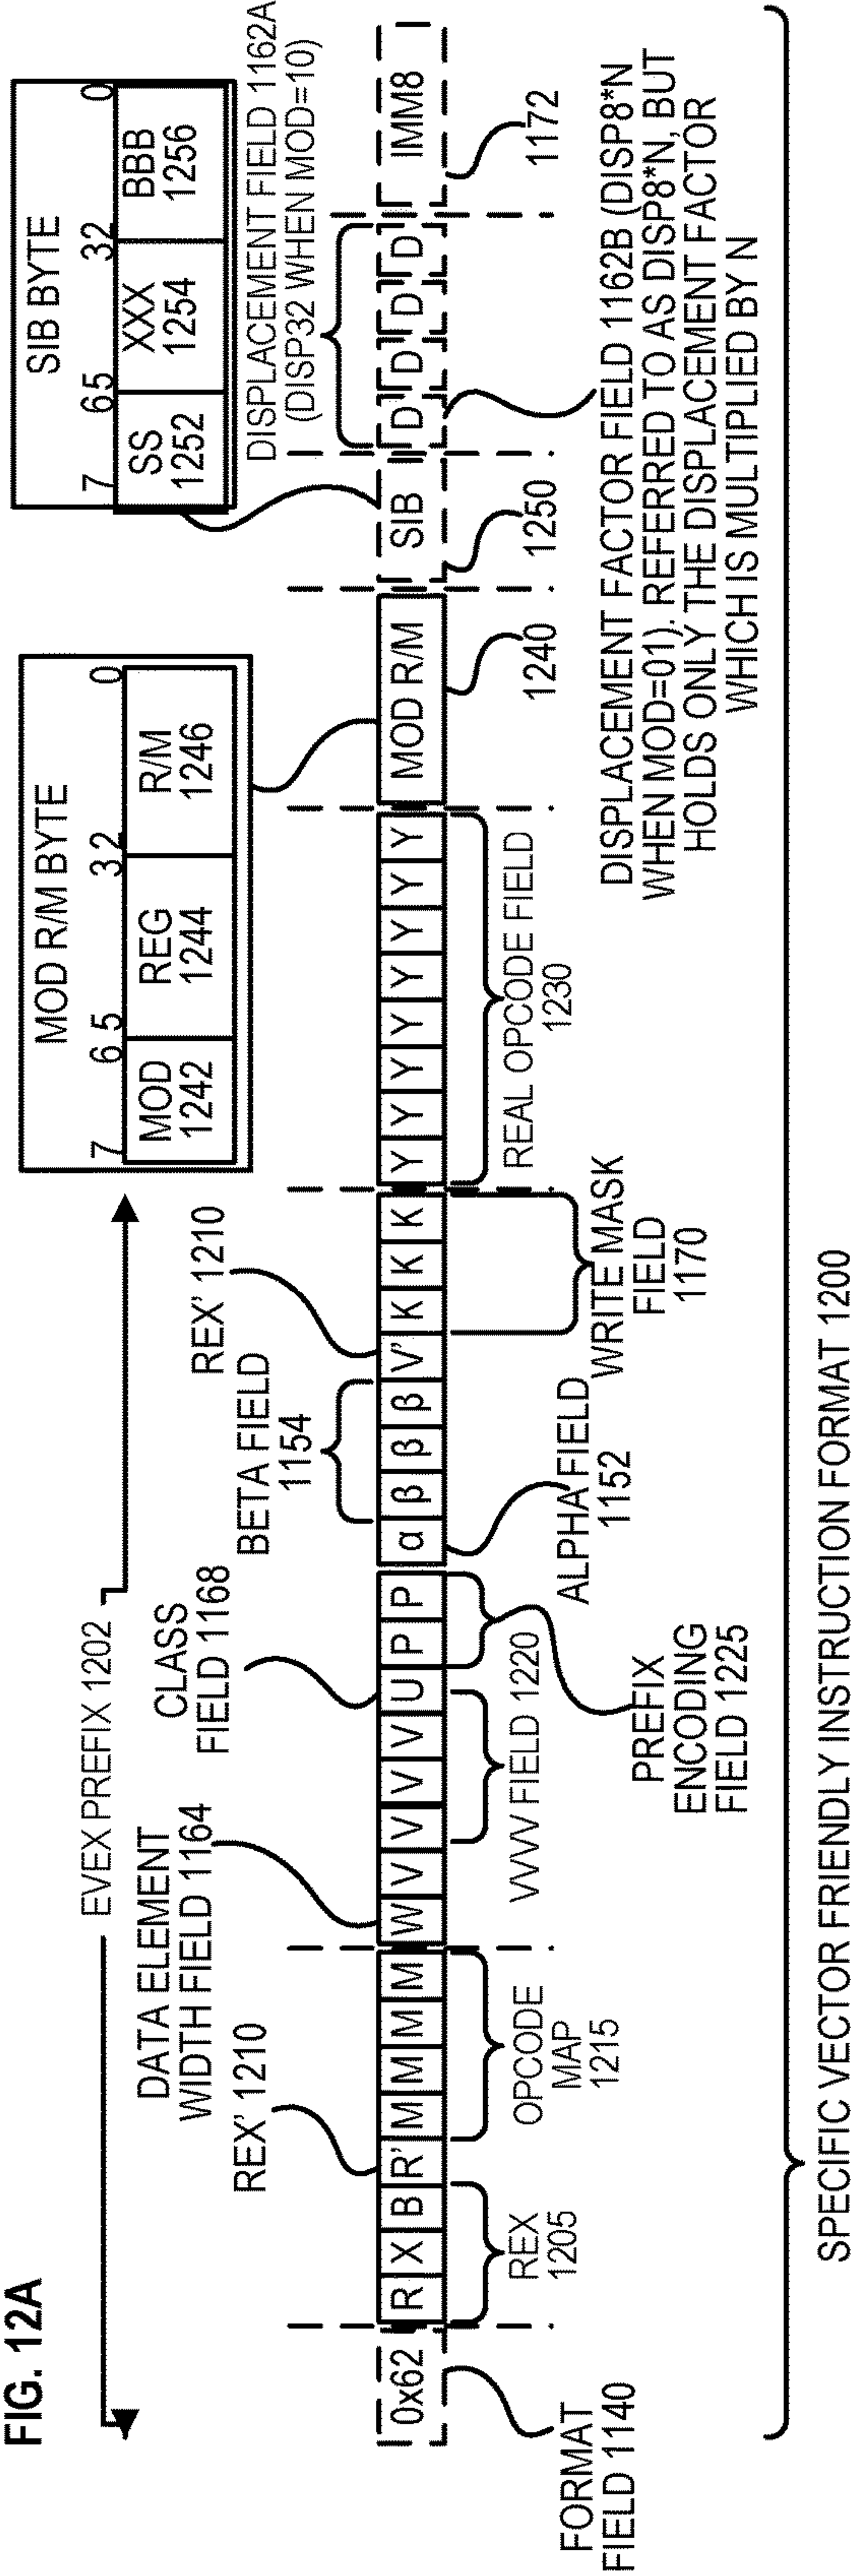 FIG. 12A
EVEX PREFIX 1202
MOD R/M BYTE
7 6 5 3 2 0
MOD
1242
REG
1244
R/M
1246
SIB BYTE
7 6 5 3 2 0
SS
1252
XXX
1254
BBB
1256
REX' 1210
DATA ELEMENT
WIDTH FIELD 1164
CLASS
FIELD 1168
BETA FIELD
1154
REX' 1210
DISPLACEMENT FIELD 1162A
(DISP32 WHEN MOD=10)
0x62 R X B R' M M M M W V V V V U P P α β β β V' K K K Y Y Y Y Y Y Y Y MOD R/M SIB D D D D IMM8
FORMAT
FIELD 1140
REX
1205
OPCODE
MAP
1215
VVVV FIELD 1220
PREFIX
ENCODING
FIELD 1225
ALPHA FIELD
1152
WRITE MASK
FIELD
1170
REAL OPCODE FIELD
1230
1240
1250
1172
DISPLACEMENT FACTOR FIELD 1162B (DISP8*N
WHEN MOD=01). REFERRED TO AS DISP8*N, BUT
HOLDS ONLY THE DISPLACEMENT FACTOR
WHICH IS MULTIPLIED BY N
SPECIFIC VECTOR FRIENDLY INSTRUCTION FORMAT 1200